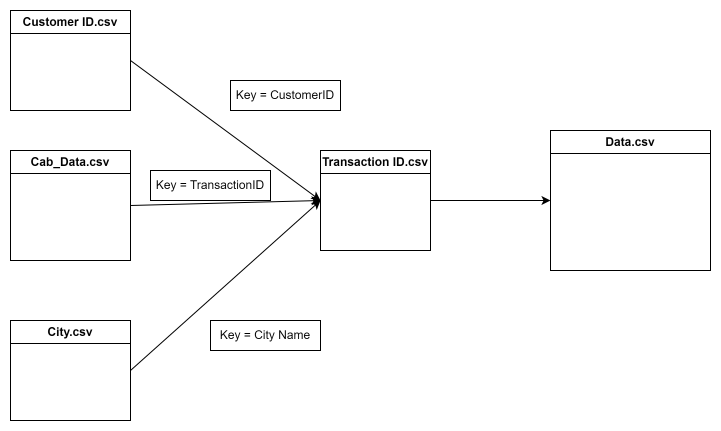 Customer ID.csv
Key = CustomerID
Cab_Data.csv
Key = TransactionID
Transaction ID.csv
Data.csv
City.csv
Key = City Name